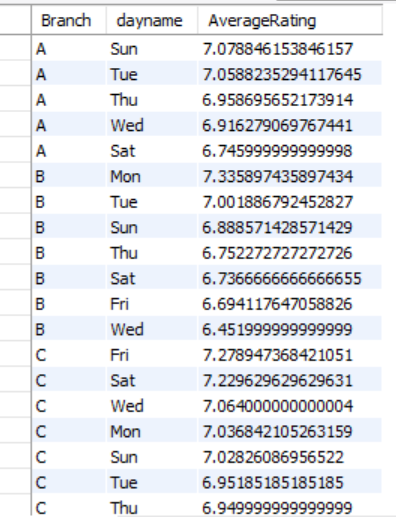 Branch dayname AverageRating
A Sun 7.078846153846157
A Tue 7.0588235294117645
A Thu 6.958695652173914
A Wed 6.916279069767441
A Sat 6.745999999999998
B Mon 7.335897435897434
B Tue 7.001886792452827
B Sun 6.888571428571429
B Thu 6.752272727272726
B Sat 6.7366666666666655
B Fri 6.694117647058826
B Wed 6.451999999999999
C Fri 7.278947368421051
C Sat 7.229629629629631
C Wed 7.064000000000004
C Mon 7.036842105263159
C Sun 7.02826086956522
C Tue 6.95185185185185
C Thu 6.949999999999999